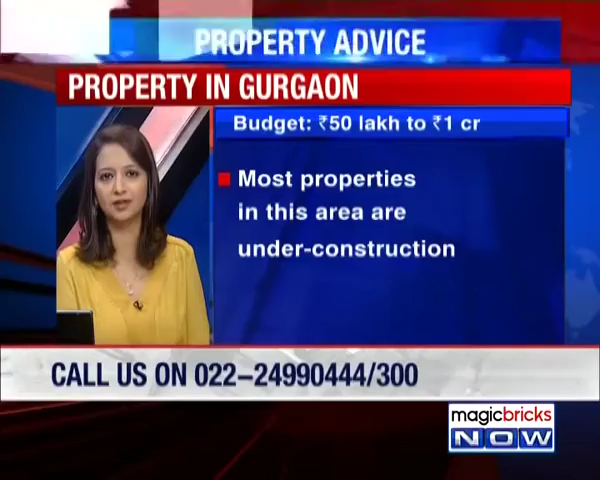 PROPERTY ADVICE
PROPERTY IN GURGAON
Budget: ₹50 lakh to ₹1 cr
Most properties
in this area are
under-construction
CALL US ON 022–24990444/300
magicbricks
NOW